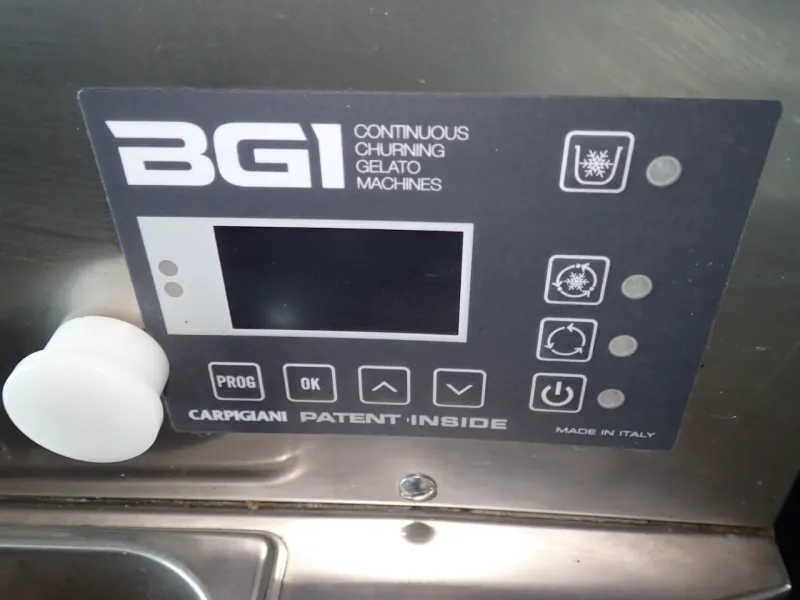 BGI
CONTINUOUS
CHURNING
GELATO
MACHINES
PROG
OK
CARPIGIANI PATENT INSIDE
MADE IN ITALY